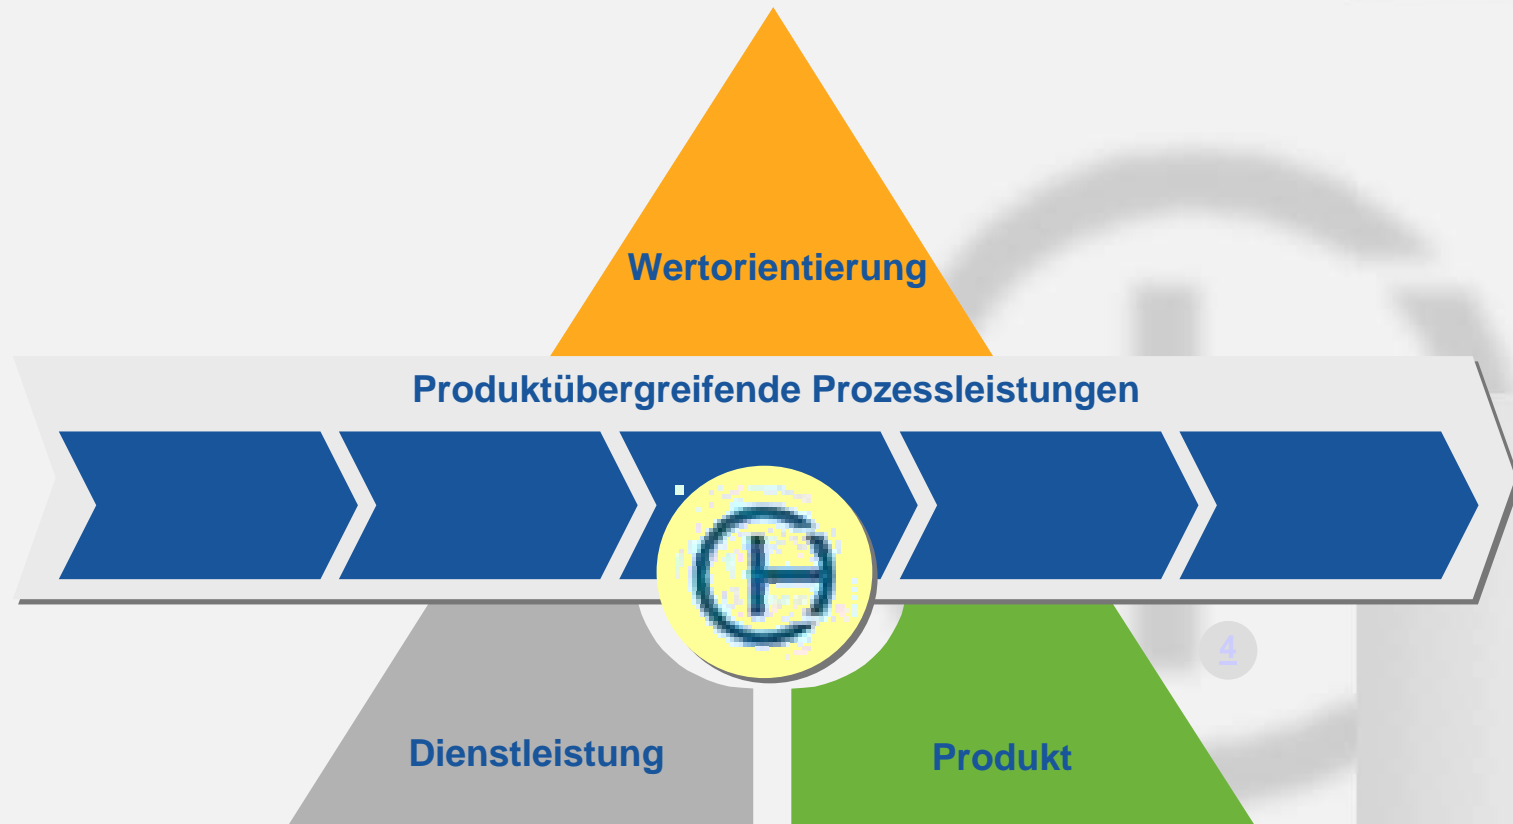 Wertorientierung
Produktübergreifende Prozessleistungen
4
Dienstleistung
Produkt